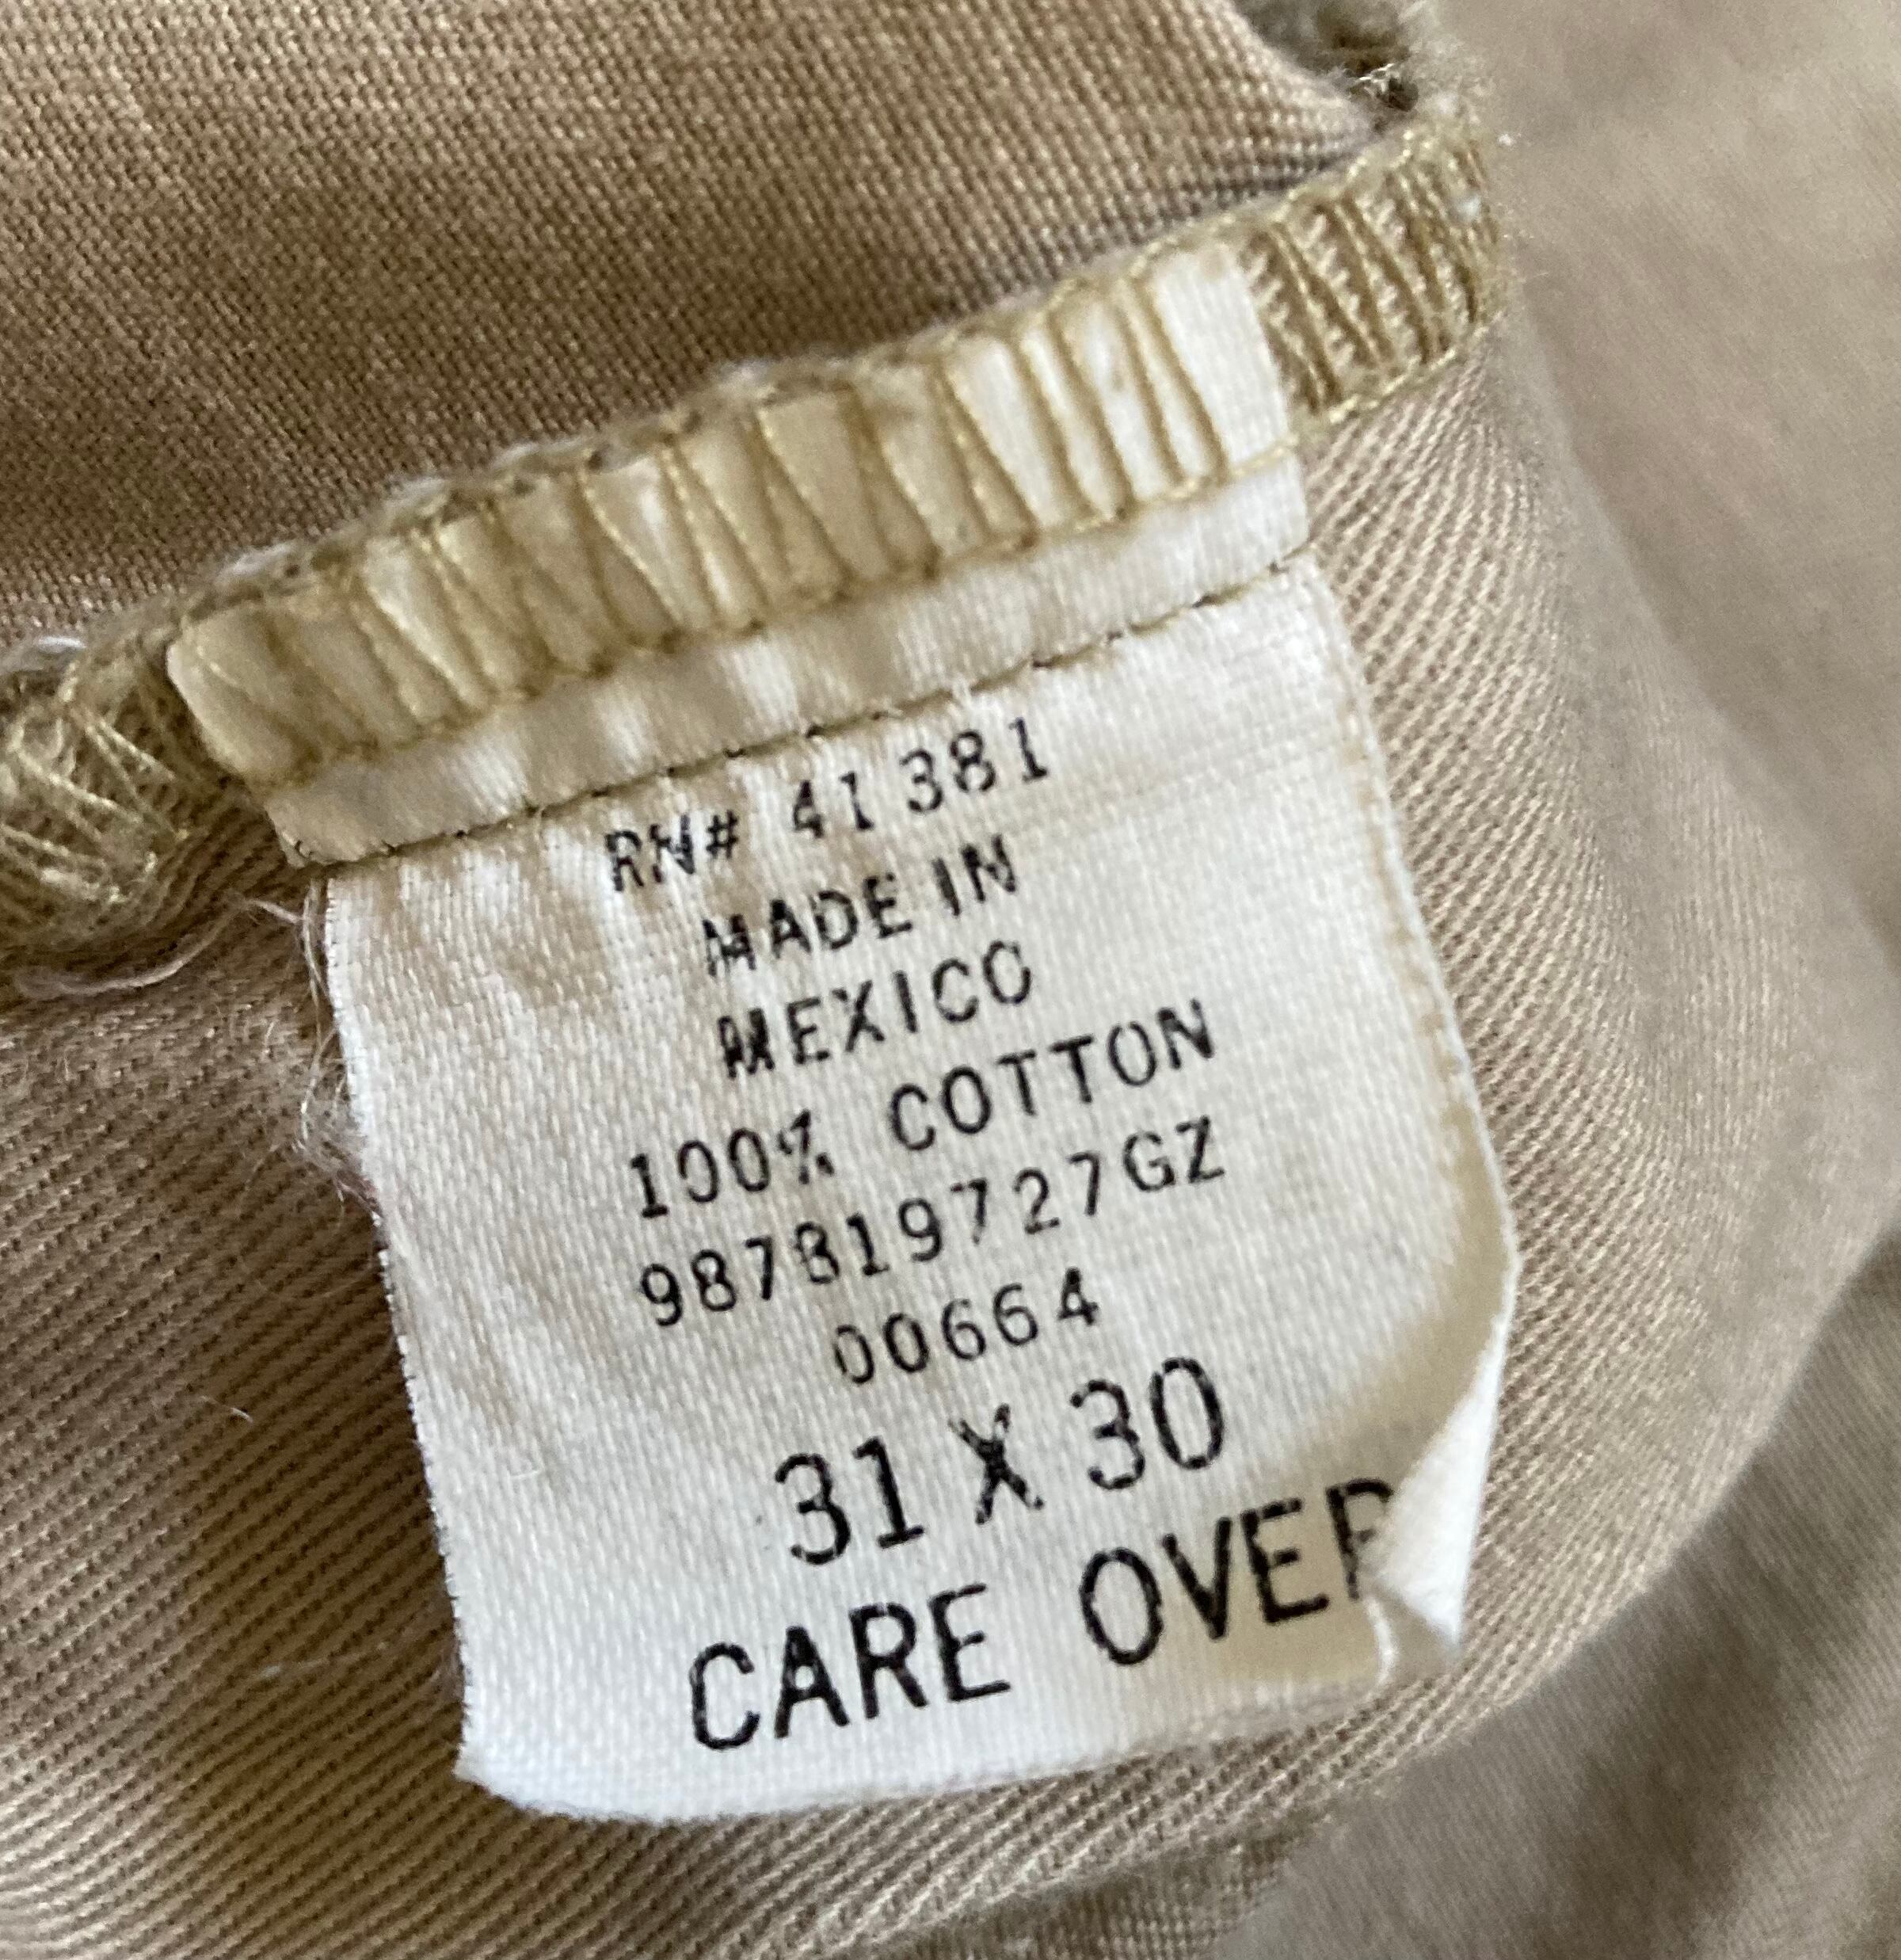 RN# 41381
MADE IN
MEXICO
100% COTTON
987819727GZ
00664
31 X 30
CARE OVER